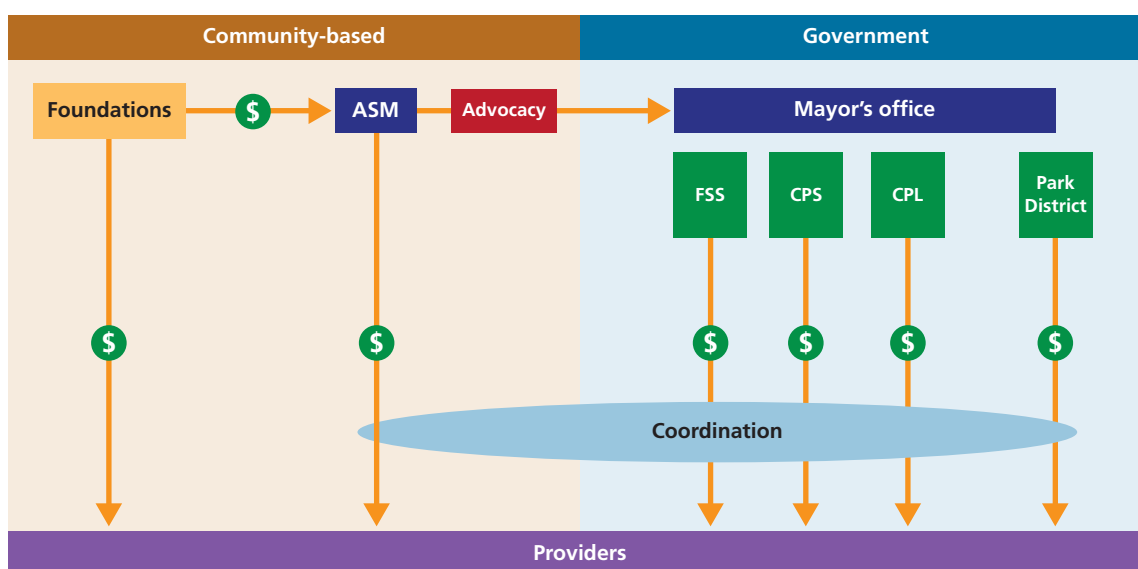 Community-based
Government
Foundations
$
ASM
Advocacy
Mayor's office
FSS
CPS
CPL
Park
District
$
$
$
$
$
$
Coordination
Providers